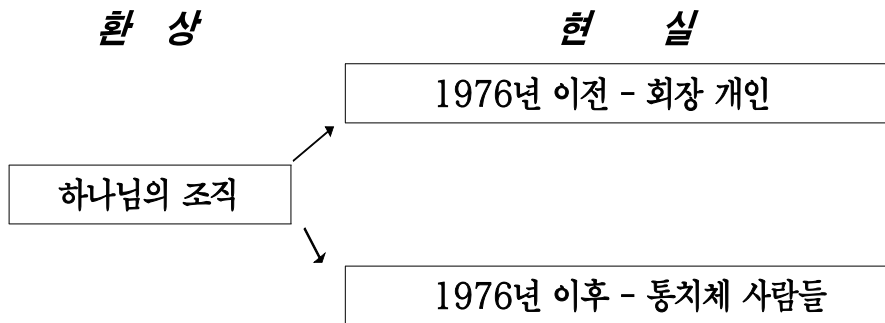 환 상
현 실
1976년 이전 - 회장 개인
하나님의 조직
1976년 이후 - 통치체 사람들